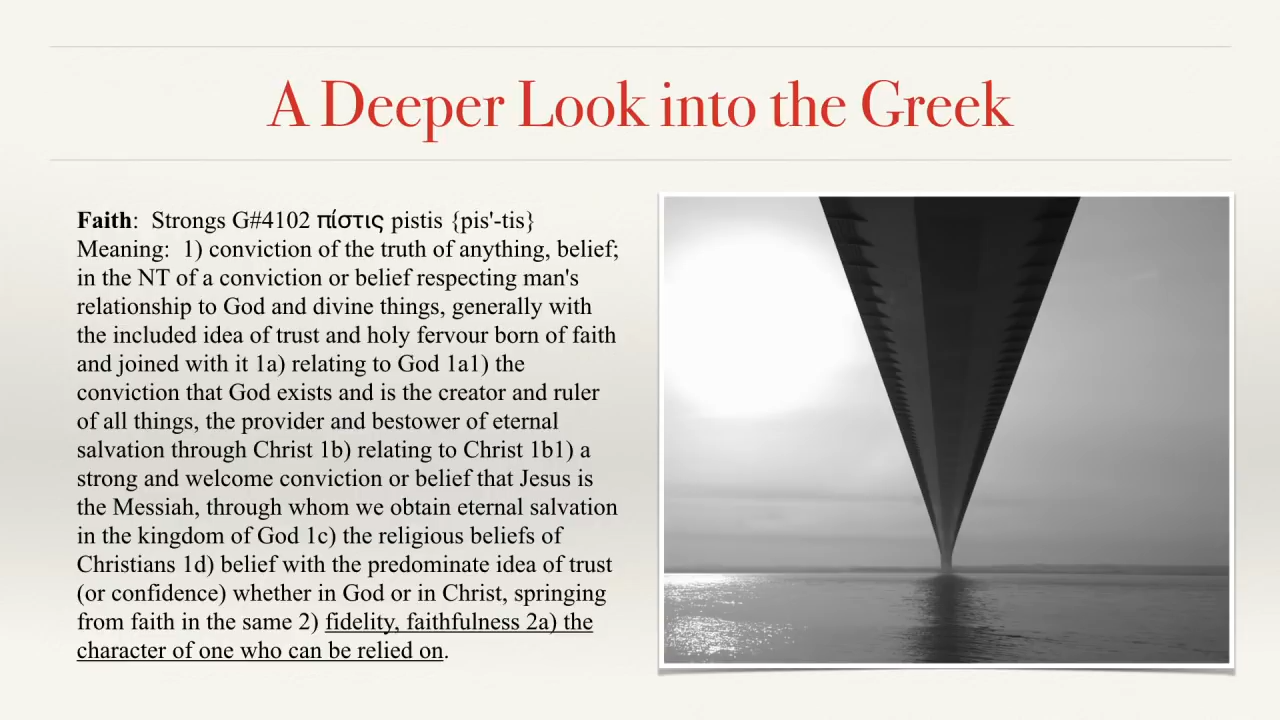 A Deeper Look into the Greek
Faith:  Strongs G#4102 πίστις pistis {pis'-tis}
Meaning:  1) conviction of the truth of anything, belief;
in the NT of a conviction or belief respecting man's
relationship to God and divine things, generally with
the included idea of trust and holy fervour born of faith
and joined with it 1a) relating to God 1a1) the
conviction that God exists and is the creator and ruler
of all things, the provider and bestower of eternal
salvation through Christ 1b) relating to Christ 1b1) a
strong and welcome conviction or belief that Jesus is
the Messiah, through whom we obtain eternal salvation
in the kingdom of God 1c) the religious beliefs of
Christians 1d) belief with the predominate idea of trust
(or confidence) whether in God or in Christ, springing
from faith in the same 2) fidelity, faithfulness 2a) the
character of one who can be relied on.